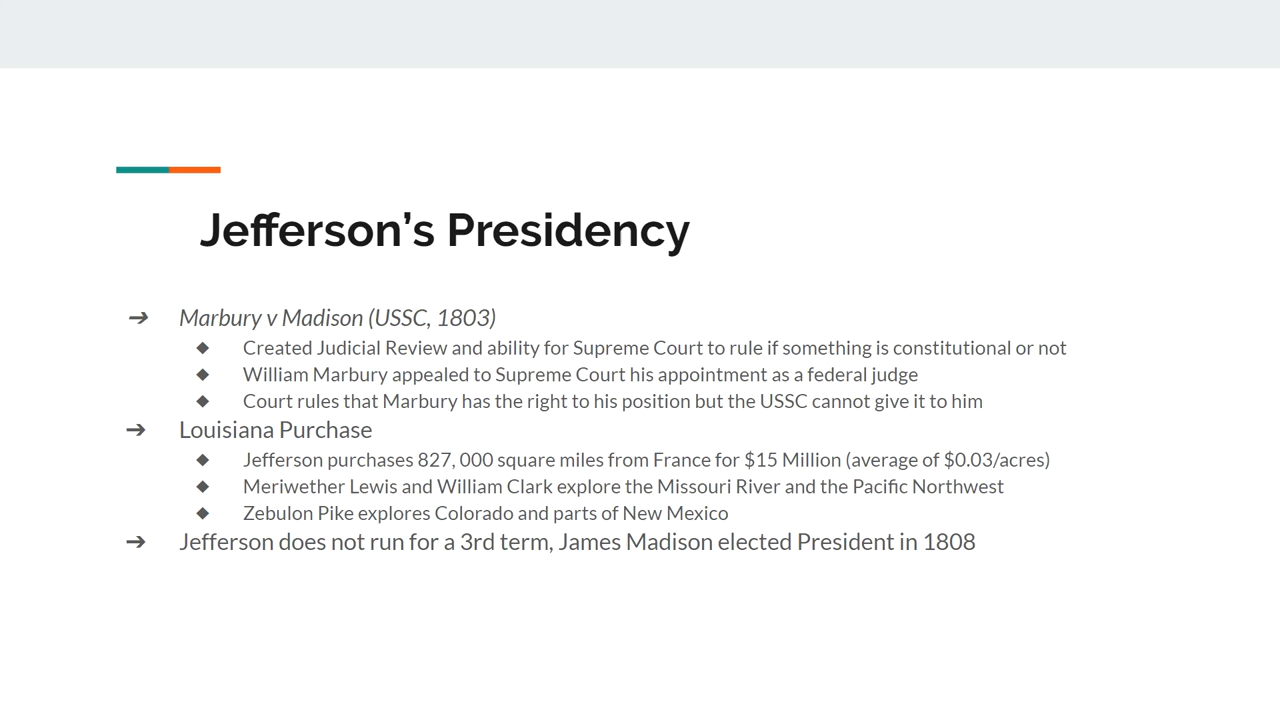 Jefferson’s Presidency
➔ Marbury v Madison (USSC, 1803)
◆ Created Judicial Review and ability for Supreme Court to rule if something is constitutional or not
◆ William Marbury appealed to Supreme Court his appointment as a federal judge
◆ Court rules that Marbury has the right to his position but the USSC cannot give it to him
➔ Louisiana Purchase
◆ Jefferson purchases 827, 000 square miles from France for $15 Million (average of $0.03/acres)
◆ Meriwether Lewis and William Clark explore the Missouri River and the Pacific Northwest
◆ Zebulon Pike explores Colorado and parts of New Mexico
➔ Jefferson does not run for a 3rd term, James Madison elected President in 1808